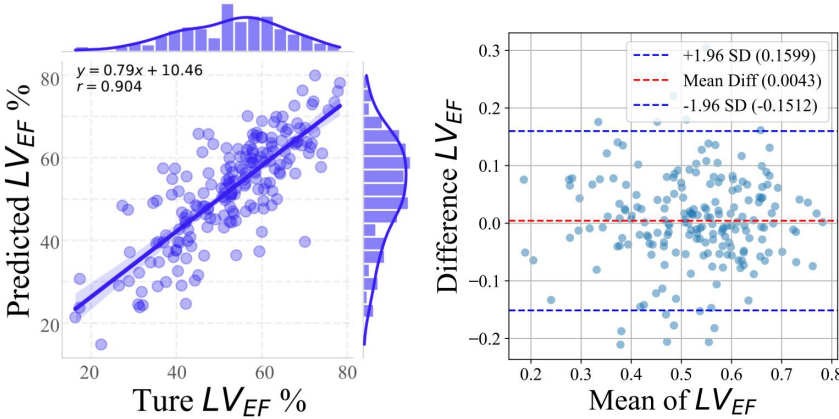 y = 0.79x + 10.46
r = 0.904
80
60
40
20
20
40
60
80
Predicted LV_EF %
Ture LV_EF %
+1.96 SD (0.1599)
Mean Diff (0.0043)
-1.96 SD (-0.1512)
0.3
0.2
0.1
0.0
−0.1
−0.2
0.2
0.3
0.4
0.5
0.6
0.7
0.8
Difference LV_EF
Mean of LV_EF